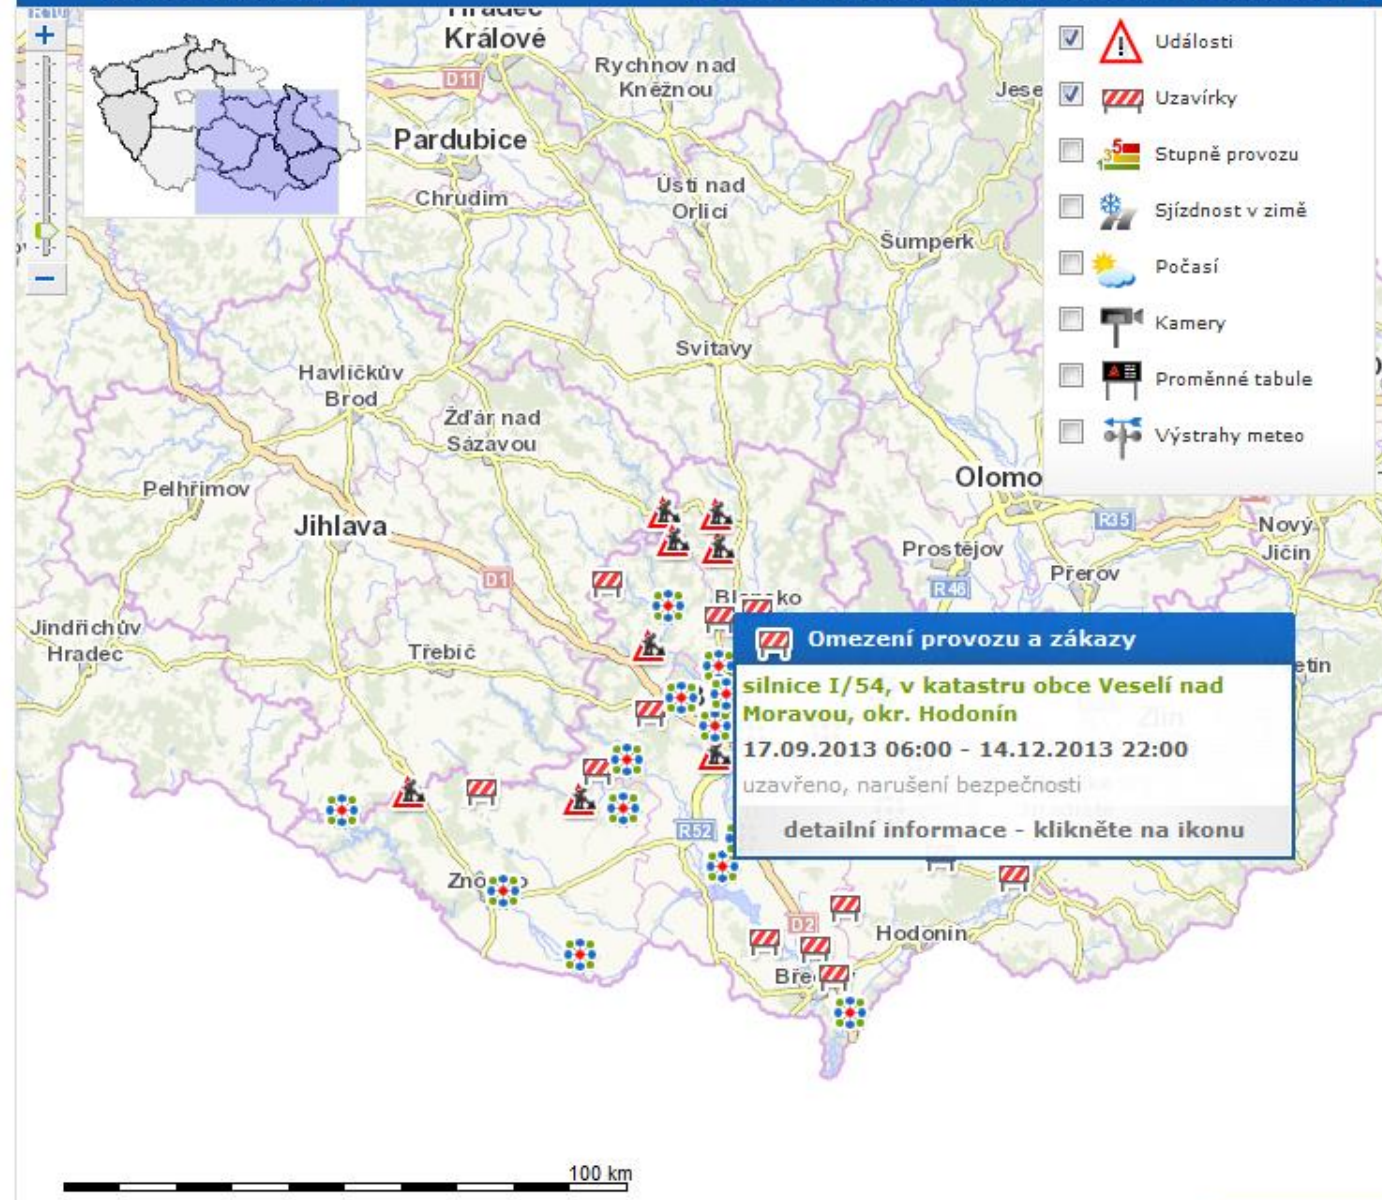 Hradec
Králové
D11
Rychnov nad
Kněžnou
Jese
Pardubice
Chrudim
Ústí nad
Orlicí
Šumperk
Svitavy
Havlíčkův
Brod
Žďár nad
Sázavou
Pelhřimov
Jihlava
Olomo
R35
Nový
Jičín
Prostějov
Přerov
R46
D1
Jindřichův
Hradec
Třebíč
etín
R52
D2
Hodonín
Události
Uzavírky
Stupně provozu
Sjízdnost v zimě
Počasí
Kamery
Proměnné tabule
Výstrahy meteo
Omezení provozu a zákazy
silnice I/54, v katastru obce Veselí nad
Moravou, okr. Hodonín
17.09.2013 06:00 - 14.12.2013 22:00
uzavřeno, narušení bezpečnosti
detailní informace - klikněte na ikonu
100 km